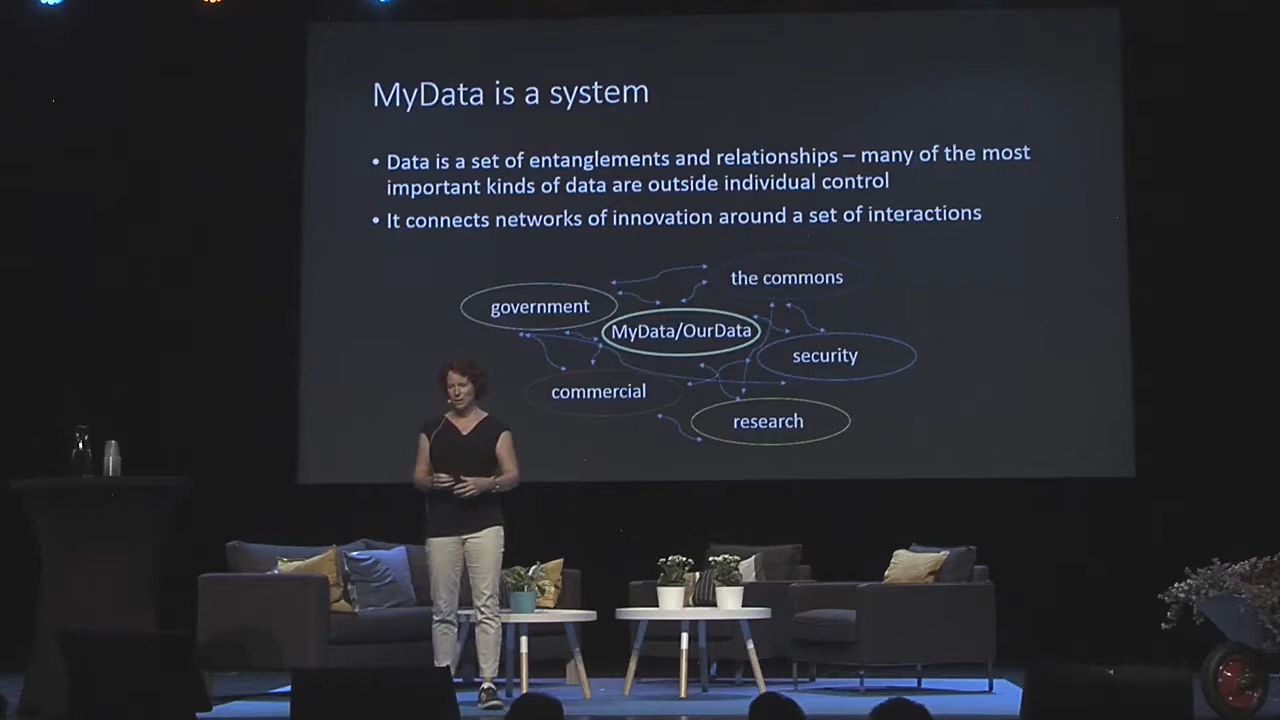 MyData is a system
• Data is a set of entanglements and relationships – many of the most
important kinds of data are outside individual control
• It connects networks of innovation around a set of interactions
the commons
government
MyData/OurData
security
commercial
research